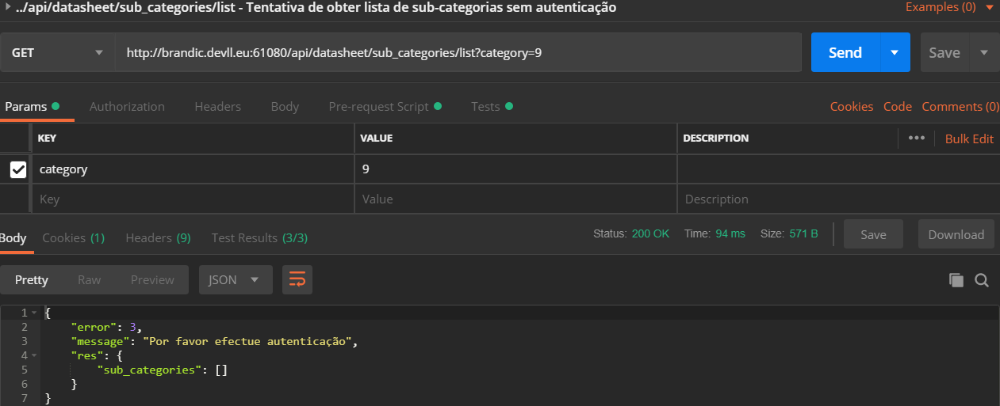 ../api/datasheet/sub_categories/list - Tentativa de obter lista de sub-categorias sem autenticação Examples (0)
GET http://brandic.devll.eu:61080/api/datasheet/sub_categories/list?category=9 Send Save
Params Authorization Headers Body Pre-request Script Tests Cookies Code Comments (0)
KEY VALUE DESCRIPTION ••• Bulk Edit
category 9
Key Value Description
Body Cookies (1) Headers (9) Test Results (3/3) Status: 200 OK Time: 94 ms Size: 571 B Save Download
Pretty Raw Preview JSON
1 {
2 "error": 3,
3 "message": "Por favor efectue autenticação",
4 "res": {
5 "sub_categories": []
6 }
7 }